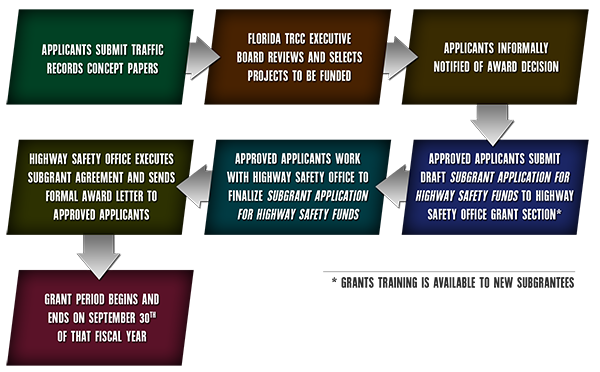 APPLICANTS SUBMIT TRAFFIC
RECORDS CONCEPT PAPERS
FLORIDA TRCC EXECUTIVE
BOARD REVIEWS AND SELECTS
PROJECTS TO BE FUNDED
APPLICANTS INFORMALLY
NOTIFIED OF AWARD DECISION
APPROVED APPLICANTS SUBMIT
DRAFT SUBGRANT APPLICATION FOR
HIGHWAY SAFETY FUNDS TO HIGHWAY
SAFETY OFFICE GRANT SECTION*
APPROVED APPLICANTS WORK
WITH HIGHWAY SAFETY OFFICE TO
FINALIZE SUBGRANT APPLICATION
FOR HIGHWAY SAFETY FUNDS
HIGHWAY SAFETY OFFICE EXECUTES
SUBGRANT AGREEMENT AND SENDS
FORMAL AWARD LETTER TO
APPROVED APPLICANTS
GRANT PERIOD BEGINS AND
ENDS ON SEPTEMBER 30TH
OF THAT FISCAL YEAR
* GRANTS TRAINING IS AVAILABLE TO NEW SUBGRANTEES